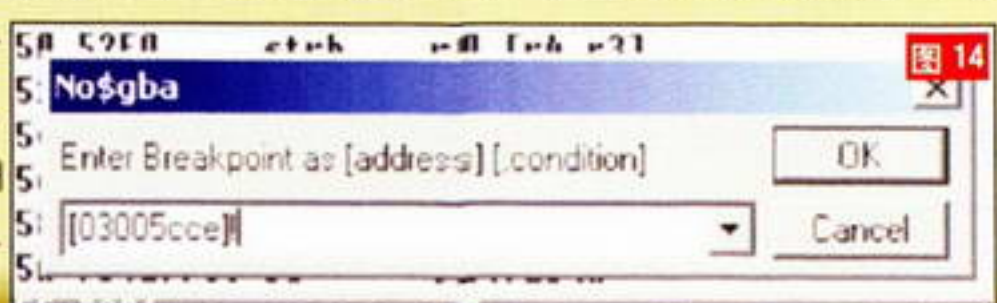 图 14
No$gba
Enter Breakpoint as [address] [,condition]
OK
[03005cce]!
Cancel